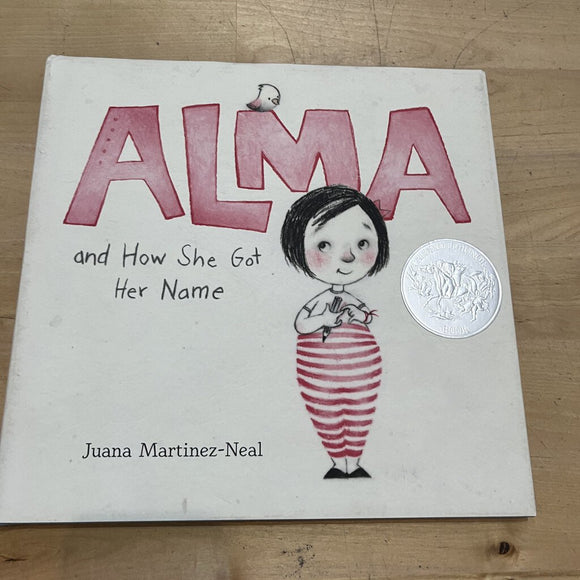 ALMA
and How She Got
Her Name
Juana Martinez-Neal